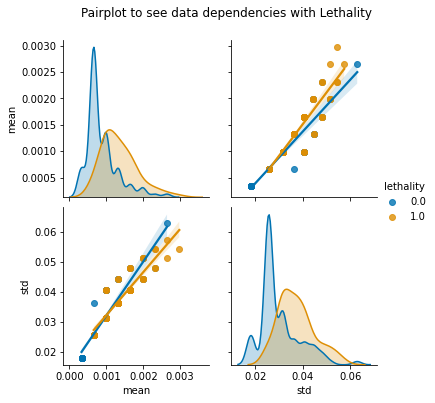 Pairplot to see data dependencies with Lethality
0.0030
0.0025
0.0020
0.0015
0.0010
0.0005
mean
lethality
0.0
1.0
0.06
0.05
0.04
0.03
0.02
std
0.000 0.001 0.002 0.003
mean
0.02 0.04 0.06
std